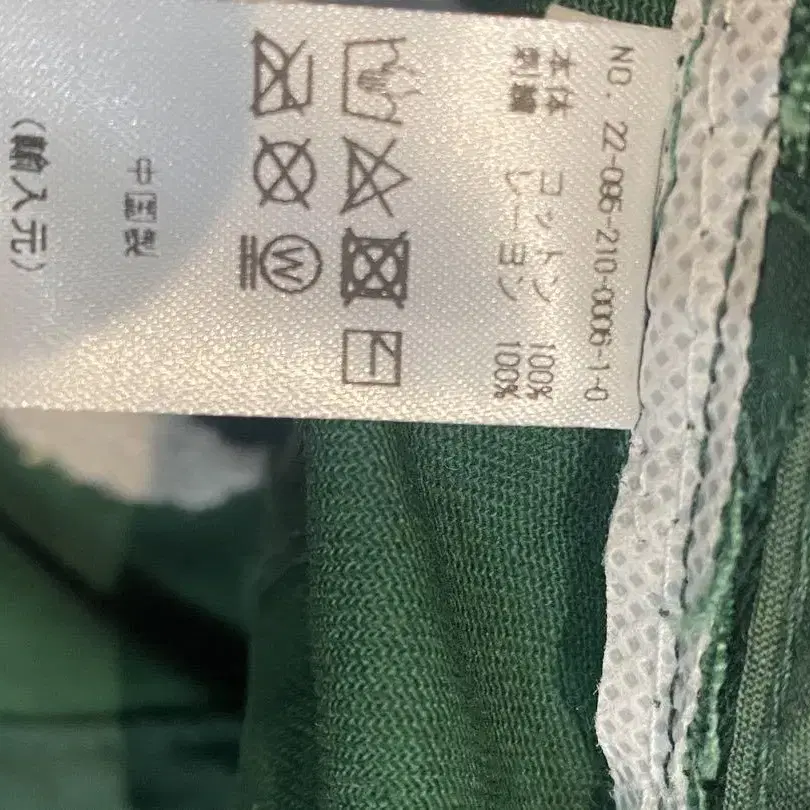 NO. 22-085-210-0006-1-0
本体 コットン 100%
刺繍 レーヨン 100%
W
中国製
(輸入元)